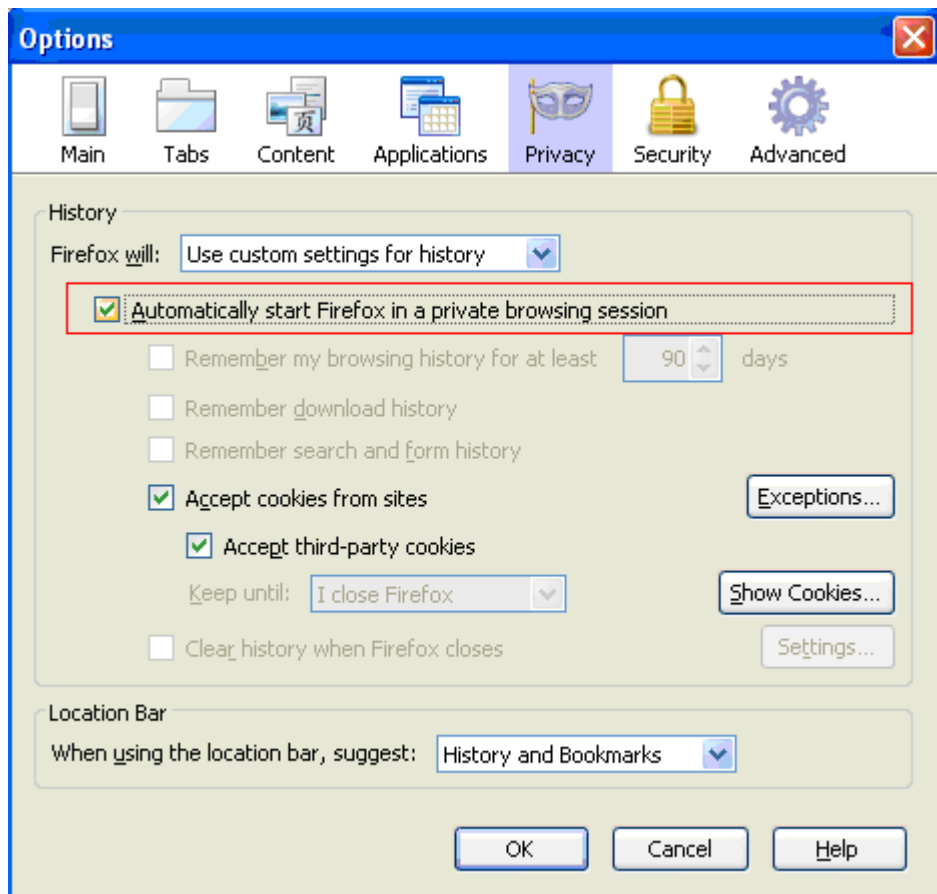 Options
Main Tabs Content Applications Privacy Security Advanced
页
History
Firefox will: Use custom settings for history
Automatically start Firefox in a private browsing session
Remember my browsing history for at least 90 days
Remember download history
Remember search and form history
Accept cookies from sites Exceptions...
Accept third-party cookies
Keep until: I close Firefox Show Cookies...
Clear history when Firefox closes Settings...
Location Bar
When using the location bar, suggest: History and Bookmarks
OK Cancel Help